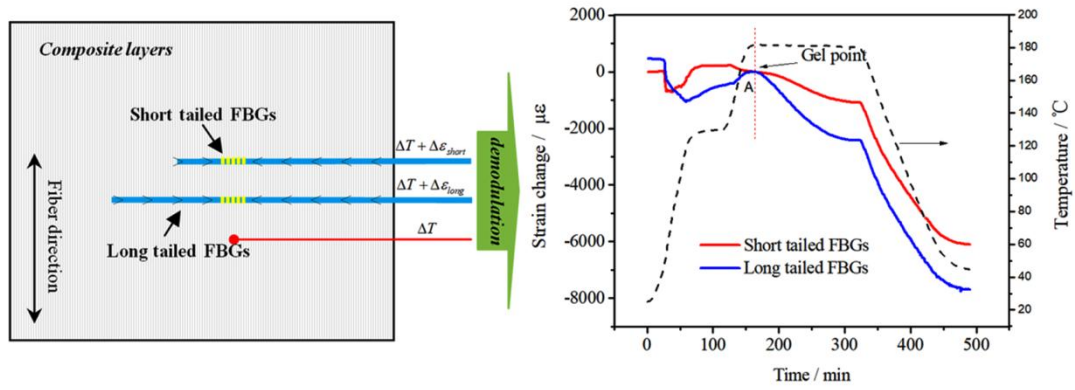 Composite layers
Short tailed FBGs
ΔT + Δε_short
ΔT + Δε_long
ΔT
Long tailed FBGs
Fiber direction
demodulation
Strain change / με
2000
0
-2000
-4000
-6000
-8000
Gel point
A
Short tailed FBGs
Long tailed FBGs
0 100 200 300 400 500
Time / min
200
180
160
140
120
100
80
60
40
20
Temperature / ℃